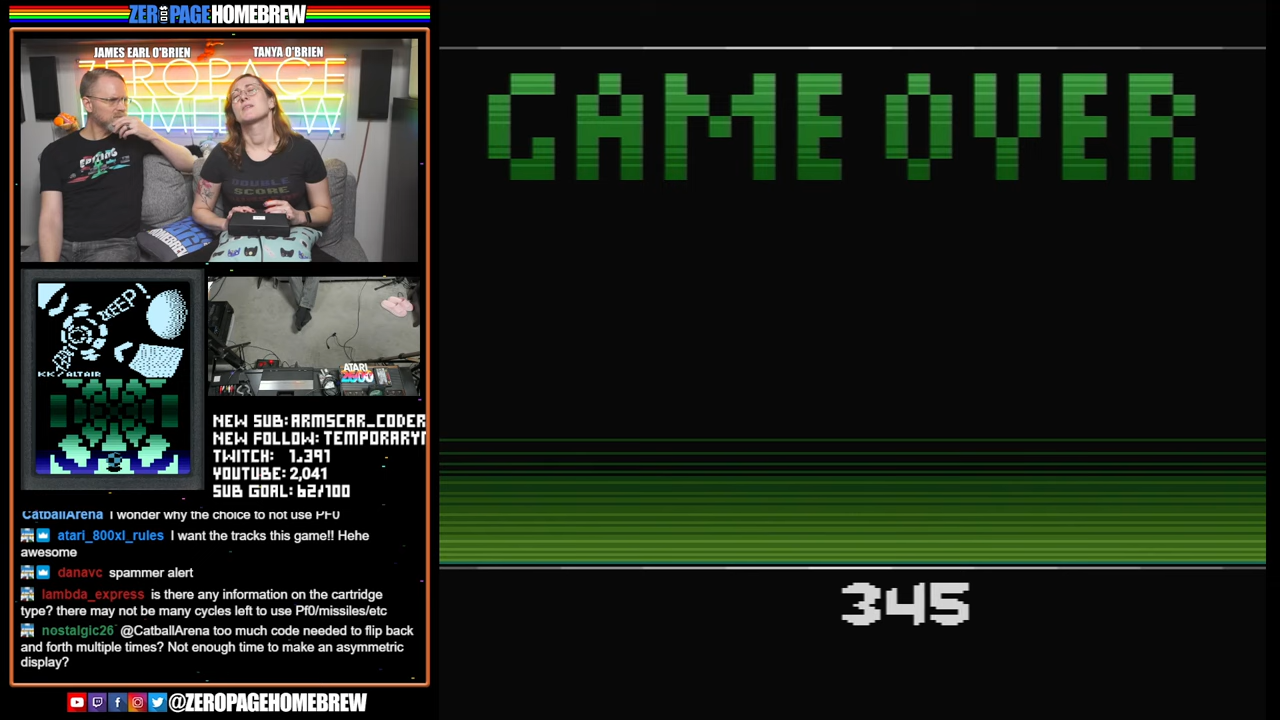 ZEROPAGE HOMEBREW
JAMES EARL O'BRIEN
TANYA O'BRIEN
ZEROPAGE
HOMEBREW
DOUBLE
SCORE
HOMEBREW
BEEP!
KK/ALTAIR
ATARI
2600
NEW SUB: ARMSCAR_CODER
NEW FOLLOW: TEMPORARY
TWITCH: 1,391
YOUTUBE: 2,041
SUB GOAL: 62/100
CatballArena I wonder why the choice to not use PF0
atari_800xl_rules I want the tracks this game!! Hehe
awesome
danavc spammer alert
lambda_express is there any information on the cartridge
type? there may not be many cycles left to use Pf0/missiles/etc
nostalgic26 @CatballArena too much code needed to flip back
and forth multiple times? Not enough time to make an asymmetric
display?
@ZEROPAGEHOMEBREW
GAME OVER
345